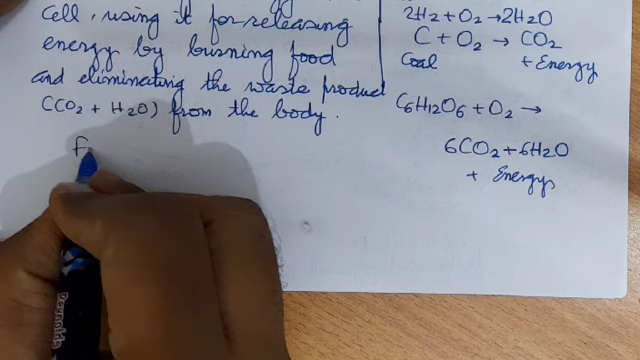 cell, using it for releasing
energy by burning food
and eliminating the waste product
(CO2 + H2O) from the body.
F
2H2 + O2 → 2H2O
C + O2 → CO2
Coal + Energy
C6H12O6 + O2 →
6CO2 + 6H2O
+ Energy
Reynolds